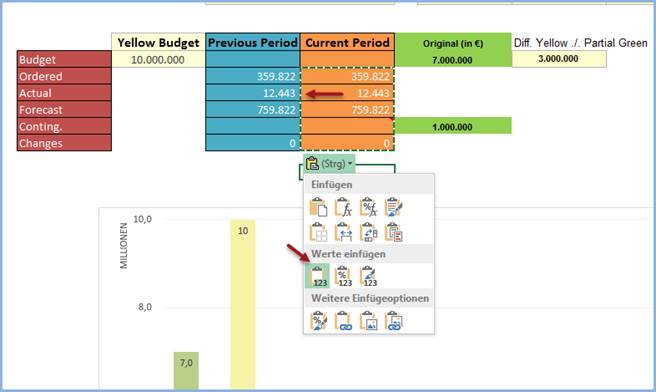 Yellow Budget Previous Period Current Period Original (in €) Diff. Yellow ./. Partial Green
Budget 10.000.000 7.000.000 3.000.000
Ordered 359.822 359.822
Actual 12.443 12.443
Forecast 759.822 759.822
Conting. 1.000.000
Changes 0 0
(Strg)
Einfügen
fx %fx
Werte einfügen
123 % 123 123
Weitere Einfügeoptionen
%
MILLIONEN
10,0
10
8,0
7,0